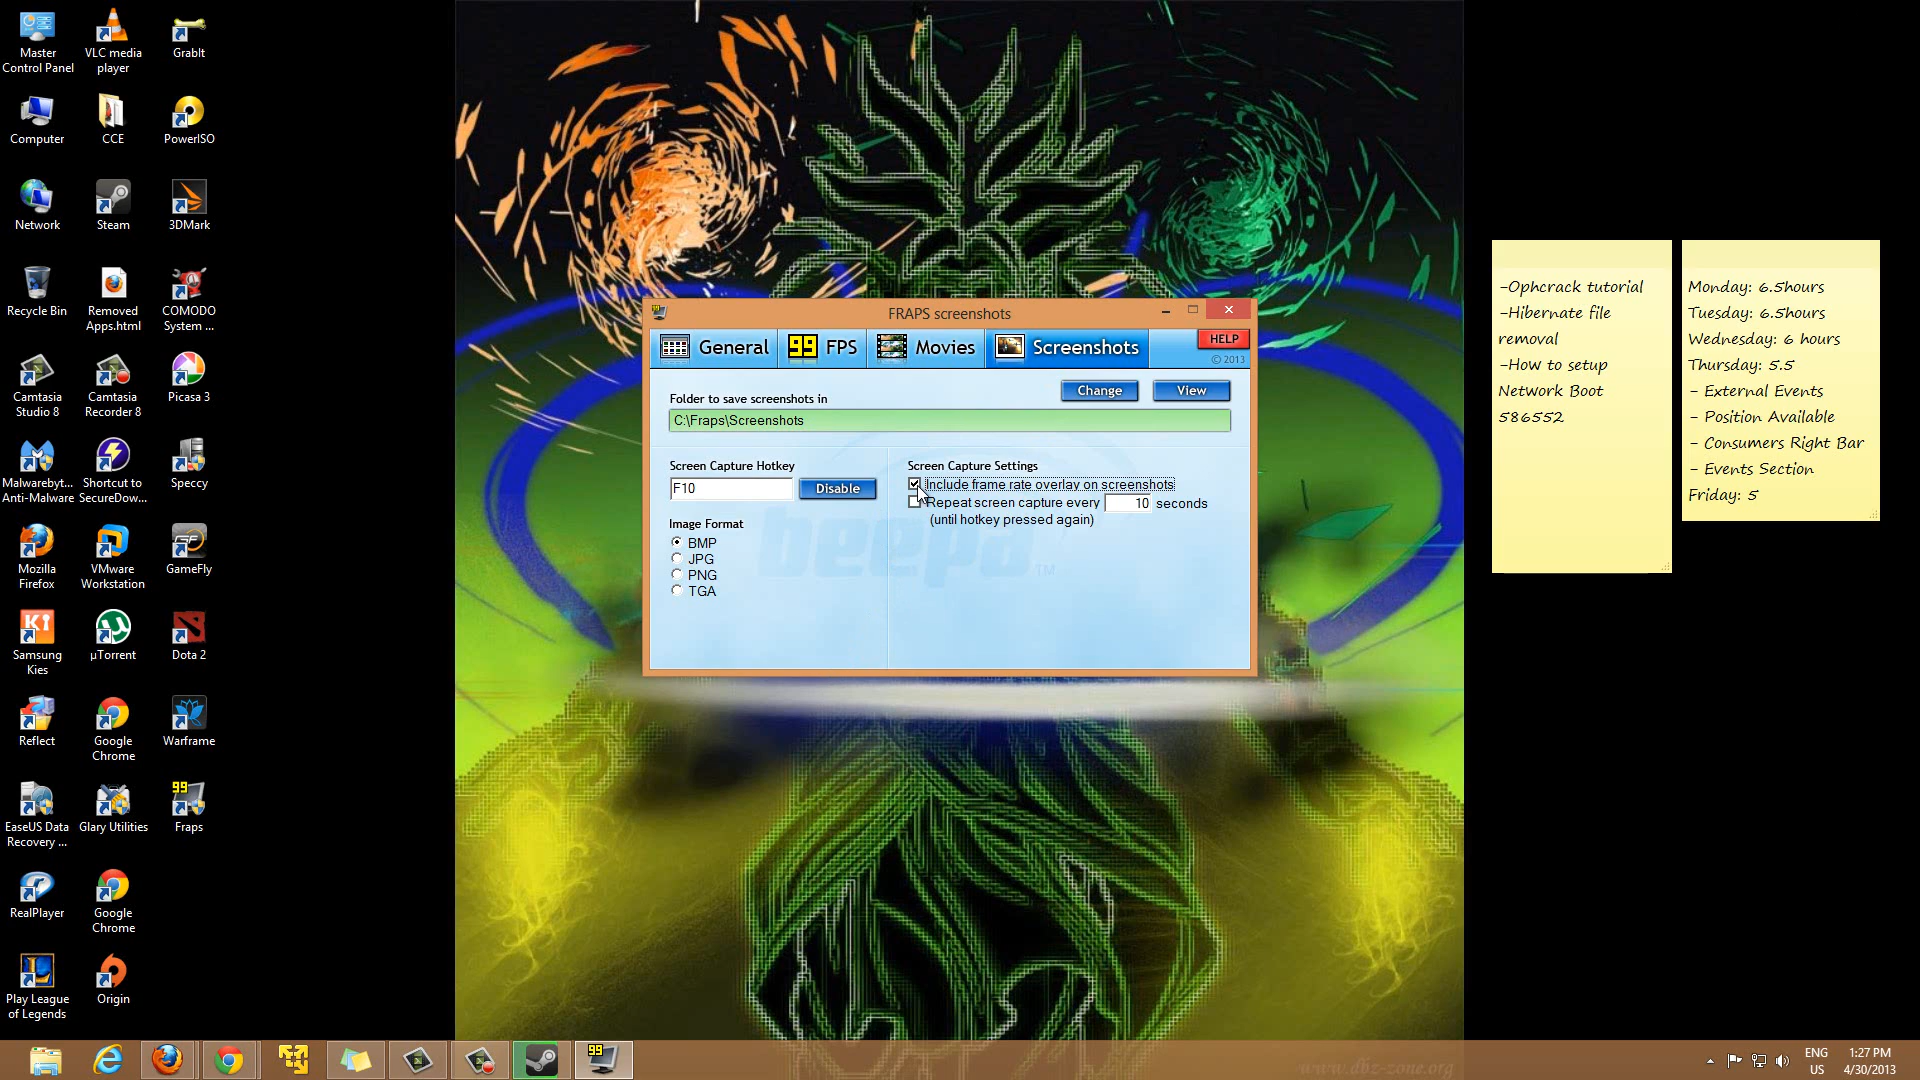 Master
Control Panel
VLC media
player
GrabIt
Computer
CCE
PowerISO
Network
Steam
3DMark
Recycle Bin
Removed
Apps.html
COMODO
System ...
Camtasia
Studio 8
Camtasia
Recorder 8
Picasa 3
Malwarebyt...
Anti-Malware
Shortcut to
SecureDow...
Speccy
Mozilla
Firefox
VMware
Workstation
GameFly
Samsung
Kies
µTorrent
Dota 2
Reflect
Google
Chrome
Warframe
EaseUS Data
Recovery ...
Glary Utilities
99
Fraps
RealPlayer
Google
Chrome
Play League
of Legends
Origin
FRAPS screenshots
General
99 FPS
Movies
Screenshots
HELP
© 2013
Folder to save screenshots in
Change
View
C:\Fraps\Screenshots
Screen Capture Hotkey
F10
Disable
Image Format
BMP
JPG
PNG
TGA
Screen Capture Settings
Include frame rate overlay on screenshots
Repeat screen capture every 10 seconds
(until hotkey pressed again)
beepa™
-Ophcrack tutorial
-Hibernate file
removal
-How to setup
Network Boot
586552
Monday: 6.5hours
Tuesday: 6.5hours
Wednesday: 6 hours
Thursday: 5.5
- External Events
- Position Available
- Consumers Right Bar
- Events Section
Friday: 5
www.dbz-zone.org
99
ENG
US
1:27 PM
4/30/2013